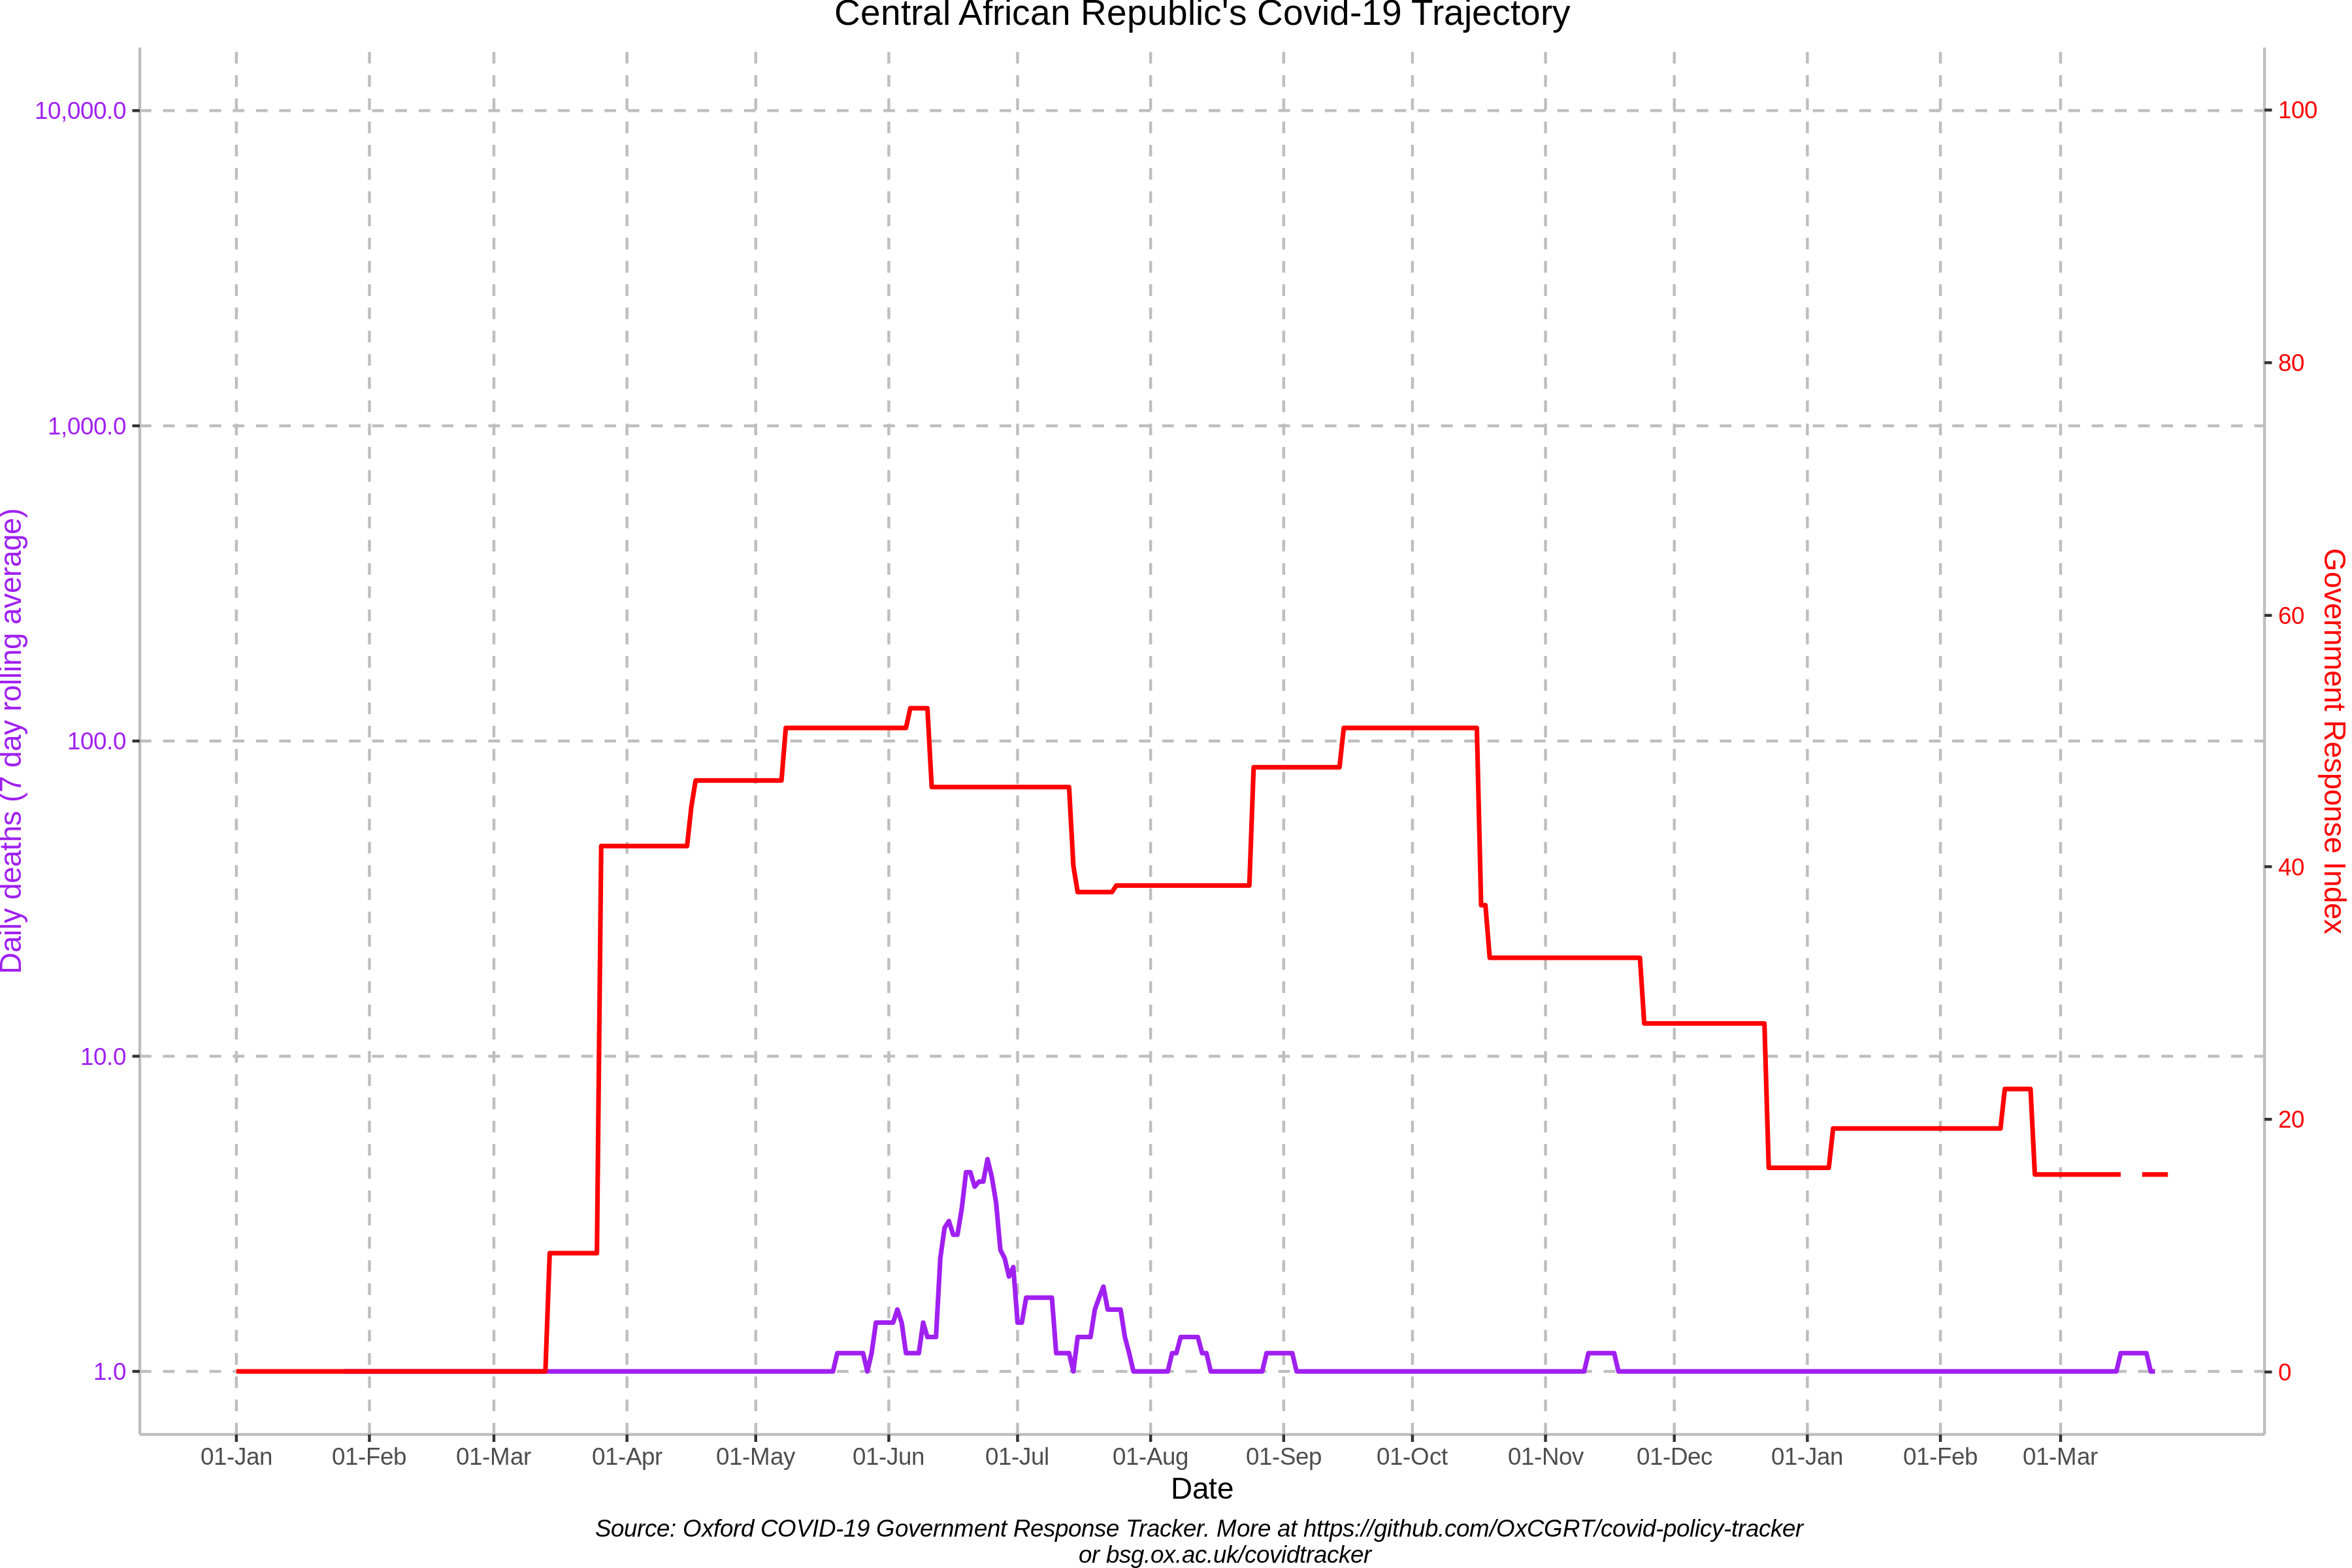 Central African Republic's Covid-19 Trajectory
10,000.0
1,000.0
100.0
10.0
1.0
Daily deaths (7 day rolling average)
100
80
60
40
20
0
Government Response Index
01-Jan 01-Feb 01-Mar 01-Apr 01-May 01-Jun 01-Jul 01-Aug 01-Sep 01-Oct 01-Nov 01-Dec 01-Jan 01-Feb 01-Mar
Date
Source: Oxford COVID-19 Government Response Tracker. More at https://github.com/OxCGRT/covid-policy-tracker
or bsg.ox.ac.uk/covidtracker